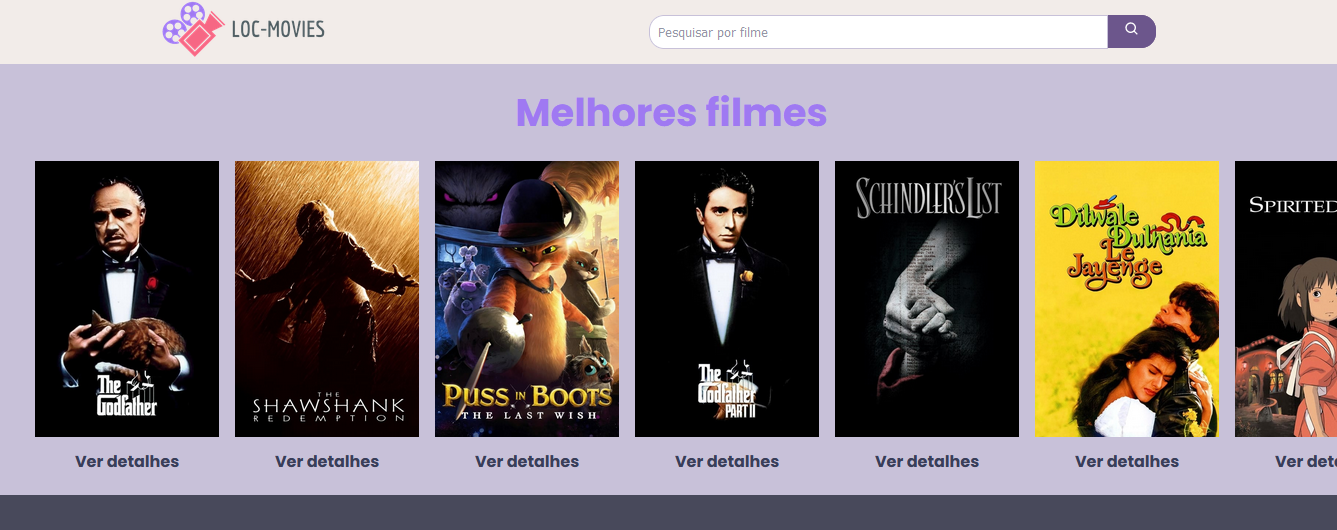 LOC-MOVIES
Pesquisar por filme
Melhores filmes
The
Godfather
THE
SHAWSHANK
REDEMPTION
PUSS IN BOOTS
THE LAST WISH
The
Godfather
PART II
SCHINDLER'S LIST
Dilwale
Dulhania
Le
Jayenge
SPIRITED
Ver detalhes
Ver detalhes
Ver detalhes
Ver detalhes
Ver detalhes
Ver detalhes
Ver det